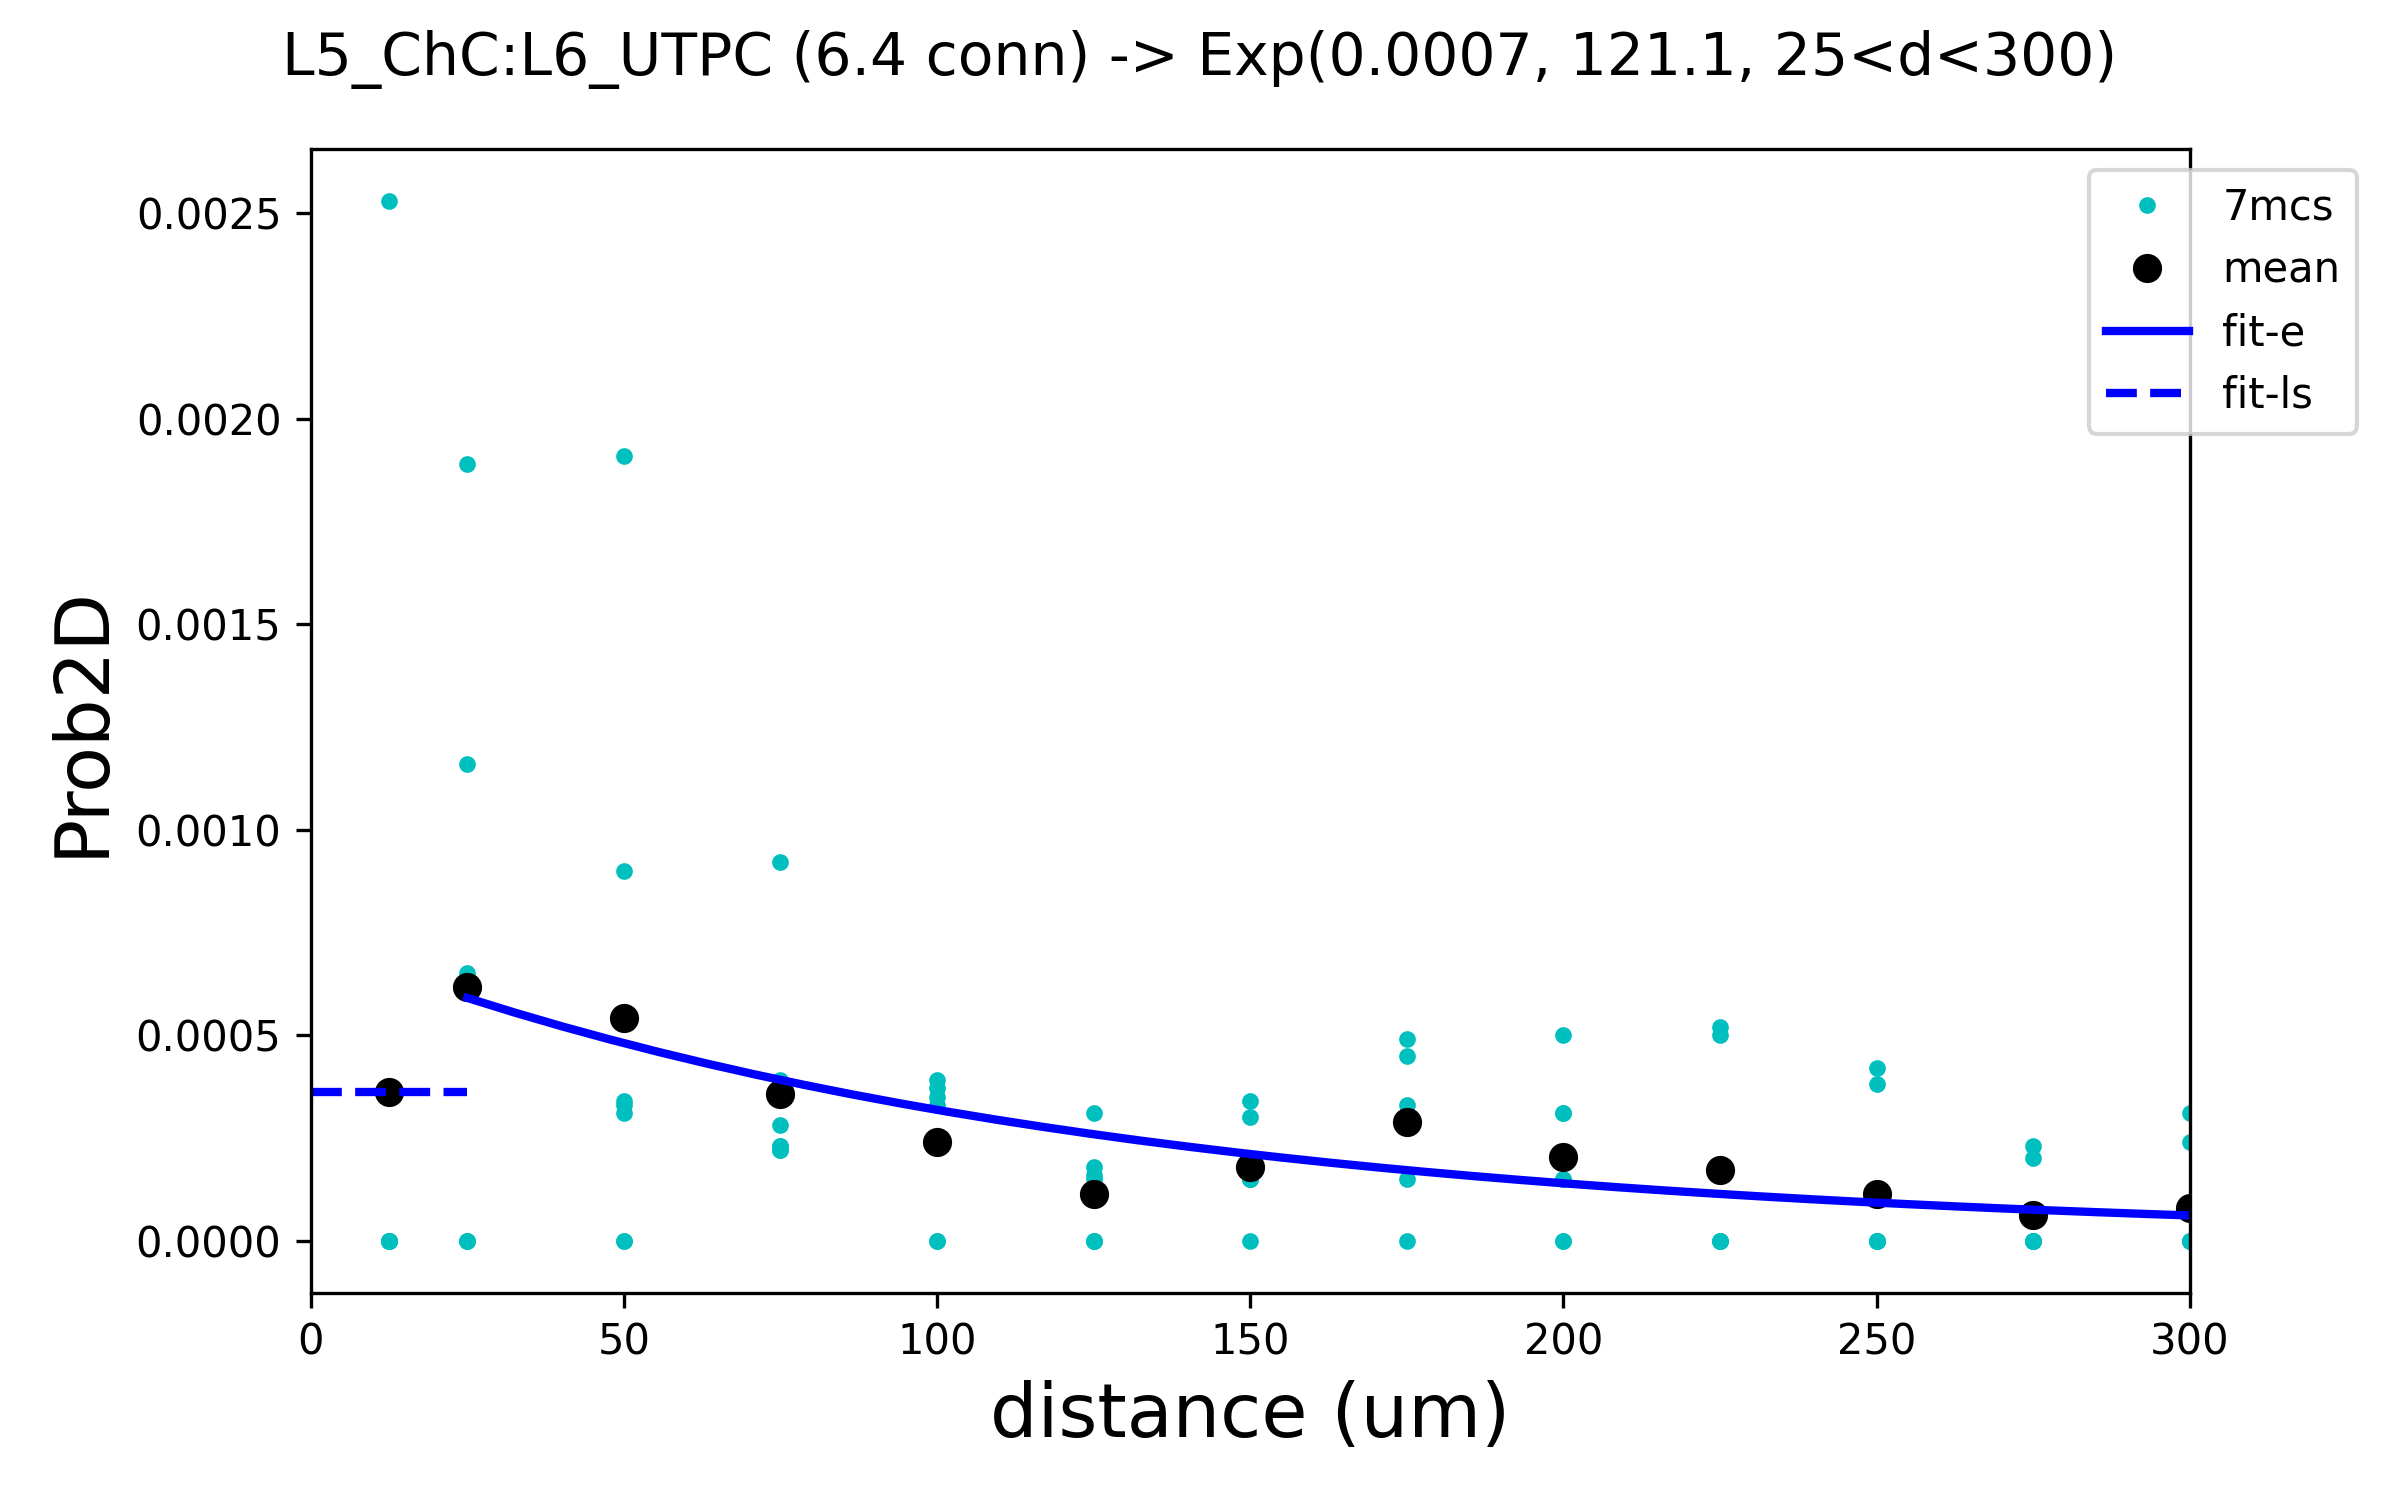 L5_ChC:L6_UTPC (6.4 conn) -> Exp(0.0007, 121.1, 25<d<300)
7mcs
mean
fit-e
fit-ls
Prob2D
0.0025
0.0020
0.0015
0.0010
0.0005
0.0000
0 50 100 150 200 250 300
distance (um)